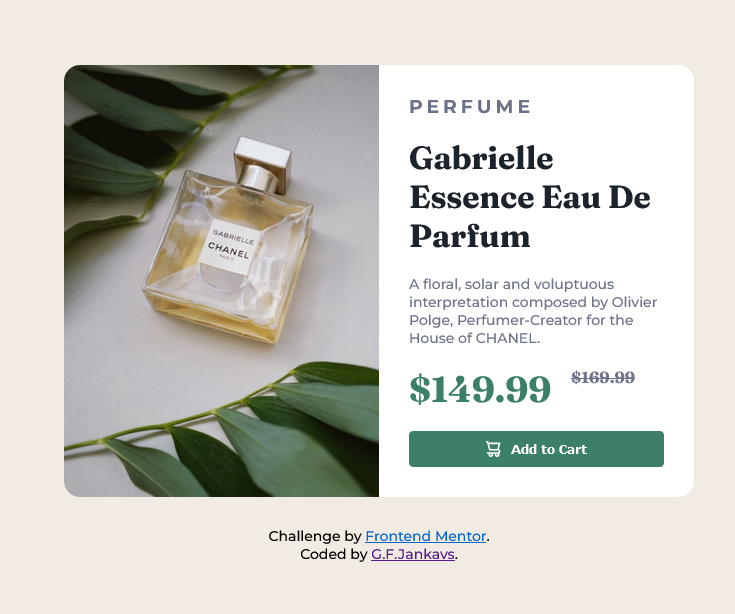 GABRIELLE
CHANEL
PARIS
PERFUME
Gabrielle
Essence Eau De
Parfum
A floral, solar and voluptuous
interpretation composed by Olivier
Polge, Perfumer-Creator for the
House of CHANEL.
$149.99 $169.99
Add to Cart
Challenge by Frontend Mentor.
Coded by G.F.Jankavs.